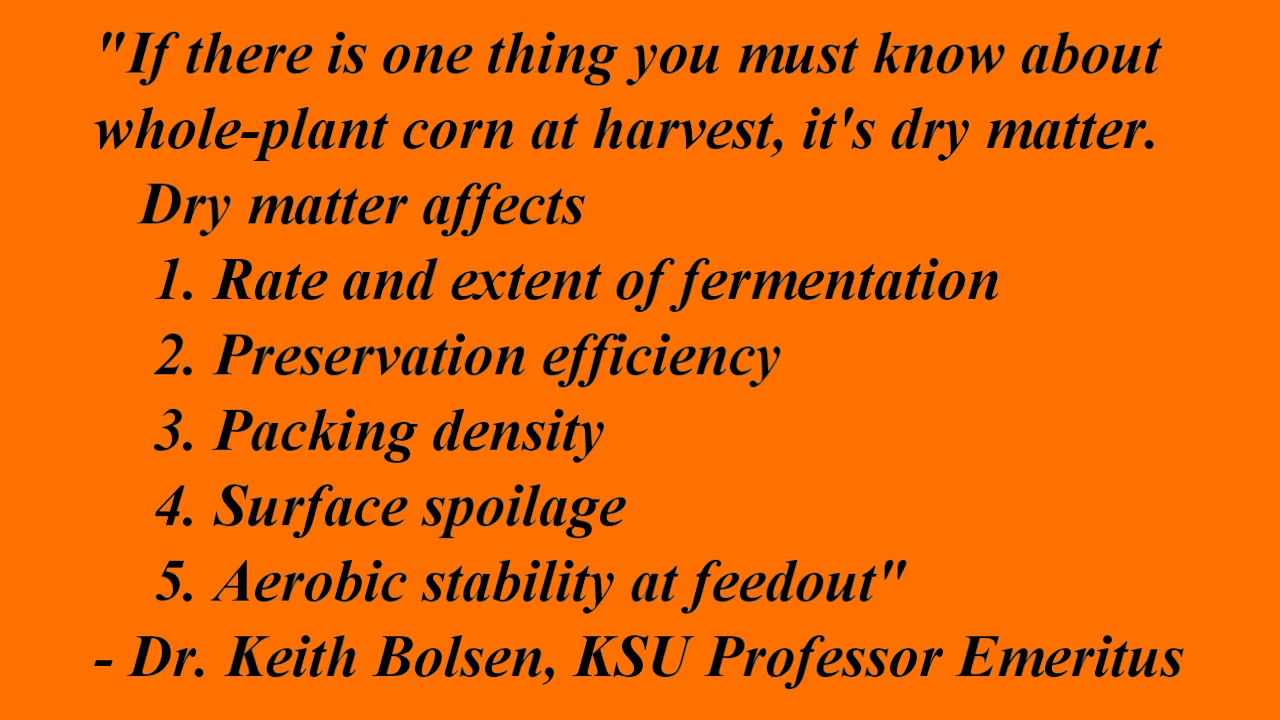 "If there is one thing you must know about
whole-plant corn at harvest, it's dry matter.
Dry matter affects
1. Rate and extent of fermentation
2. Preservation efficiency
3. Packing density
4. Surface spoilage
5. Aerobic stability at feedout"
- Dr. Keith Bolsen, KSU Professor Emeritus